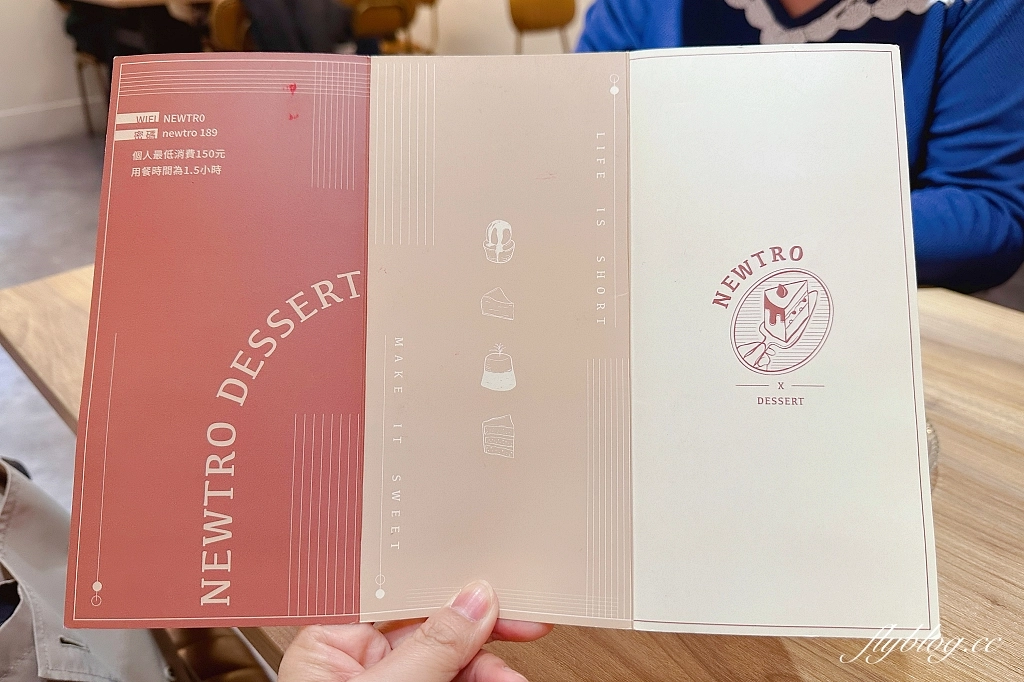 WIFI NEWTRO
密碼 newtro 189
個人最低消費150元
用餐時間為1.5小時
NEWTRO DESSERT
LIFE IS SHORT
MAKE IT SWEET
NEWTRO
X
DESSERT
flyblog.cc